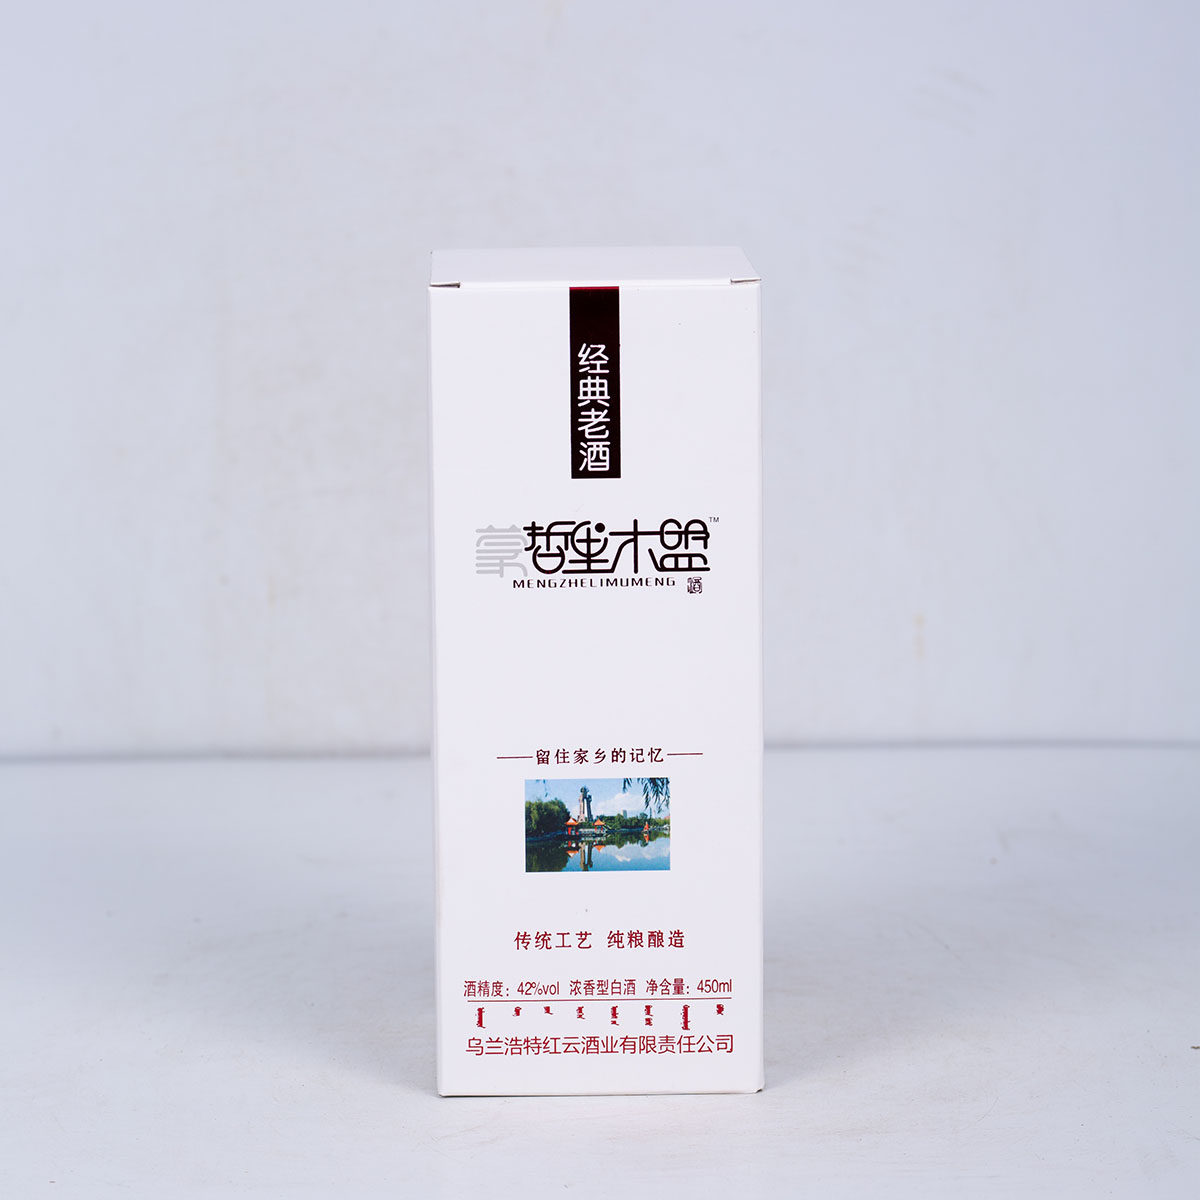 经典老酒
蒙哲里木盟™
MENGZHELIMUMENG 酒
留住家乡的记忆
传统工艺 纯粮酿造
酒精度：42%vol 浓香型白酒 净含量：450ml
乌兰浩特红云酒业有限责任公司